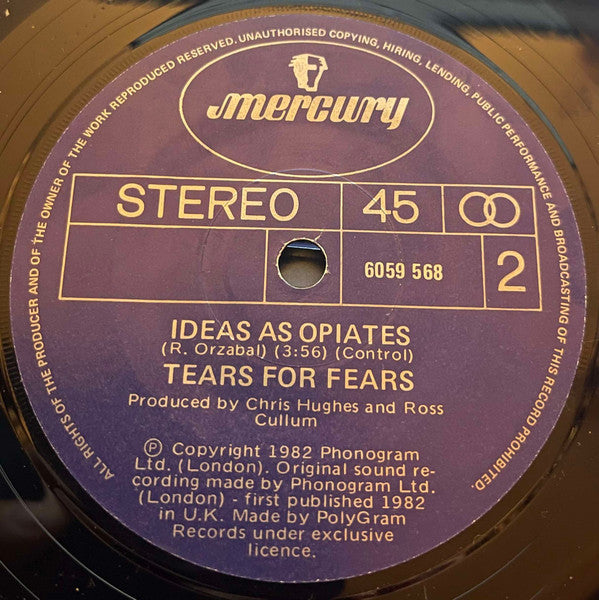 ALL RIGHTS OF THE PRODUCER AND OF THE OWNER OF THE WORK REPRODUCED RESERVED. UNAUTHORISED COPYING, HIRING, LENDING, PUBLIC PERFORMANCE AND BROADCASTING OF THIS RECORD PROHIBITED.
mercury
STEREO 45
6059 568 2
IDEAS AS OPIATES
(R. Orzabal) (3:56) (Control)
TEARS FOR FEARS
Produced by Chris Hughes and Ross
Cullum
Ⓟ Copyright 1982 Phonogram
Ltd. (London). Original sound re-
cording made by Phonogram Ltd.
(London) - first published 1982
in U.K. Made by PolyGram
Records under exclusive
licence.